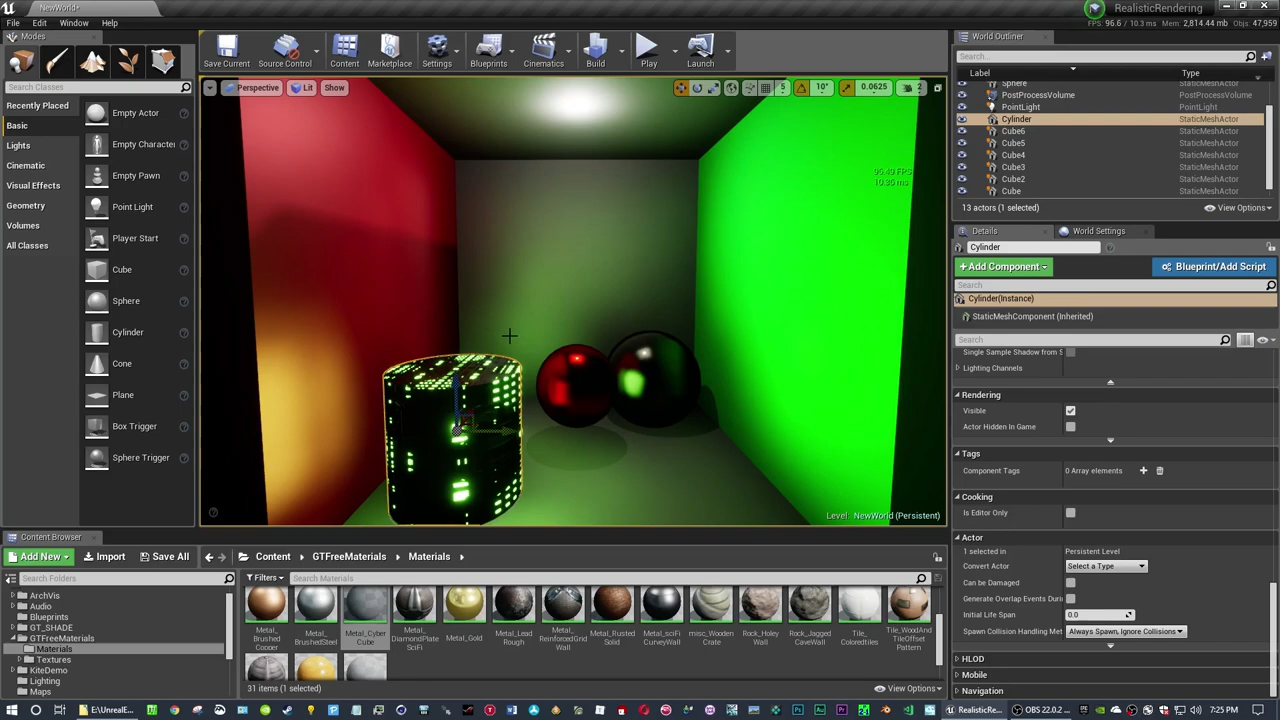 NewWorld*
RealisticRendering
File Edit Window Help
FPS: 96.6 / 10.3 ms Mem: 2,814.44 mb Objs: 47,959
Modes
Search Classes
Recently Placed
Basic
Lights
Cinematic
Visual Effects
Geometry
Volumes
All Classes
Empty Actor
Empty Character
Empty Pawn
Point Light
Player Start
Cube
Sphere
Cylinder
Cone
Plane
Box Trigger
Sphere Trigger
Save Current Source Control Content Marketplace Settings Blueprints Cinematics Build Play Launch
Perspective Lit Show 5 10° 0.0625 2
96.49 FPS
10.36 ms
Level: NewWorld (Persistent)
World Outliner
Search...
Label Type
Sphere StaticMeshActor
PostProcessVolume PostProcessVolume
PointLight PointLight
Cylinder StaticMeshActor
Cube6 StaticMeshActor
Cube5 StaticMeshActor
Cube4 StaticMeshActor
Cube3 StaticMeshActor
Cube2 StaticMeshActor
Cube StaticMeshActor
13 actors (1 selected) View Options
Details World Settings
Cylinder
+Add Component Blueprint/Add Script
Search
Cylinder(Instance)
StaticMeshComponent (Inherited)
Search
Single Sample Shadow from S
Lighting Channels
Rendering
Visible
Actor Hidden In Game
Tags
Component Tags 0 Array elements
Cooking
Is Editor Only
Actor
1 selected in Persistent Level
Convert Actor Select a Type
Can be Damaged
Generate Overlap Events Duri
Initial Life Span 0.0
Spawn Collision Handling Met Always Spawn, Ignore Collisions
HLOD
Mobile
Navigation
Content Browser
Add New Import Save All Content GTFreeMaterials Materials
Search Folders
Filters Search Materials
ArchVis
Audio
Blueprints
GT_SHADE
GTFreeMaterials
Materials
Textures
KiteDemo
Lighting
Maps
Metal_Brushed Copper
Metal_BrushedSteel
Metal_Cyber Cube
Metal_DiamondPlate SciFi
Metal_Gold
Metal_Lead Rough
Metal_ReinforcedGrid Wall
Metal_Rusted Solid
Metal_sciFi CurvyWall
misc_Wooden Crate
Rock_Holey Wall
Rock_Jagged CaveWall
Tile_Coloredtiles
Tile_WoodAnd TileOffset Pattern
31 items (1 selected) View Options
E:\UnrealE...
RealisticRe...
OBS 22.0.2 ...
7:25 PM